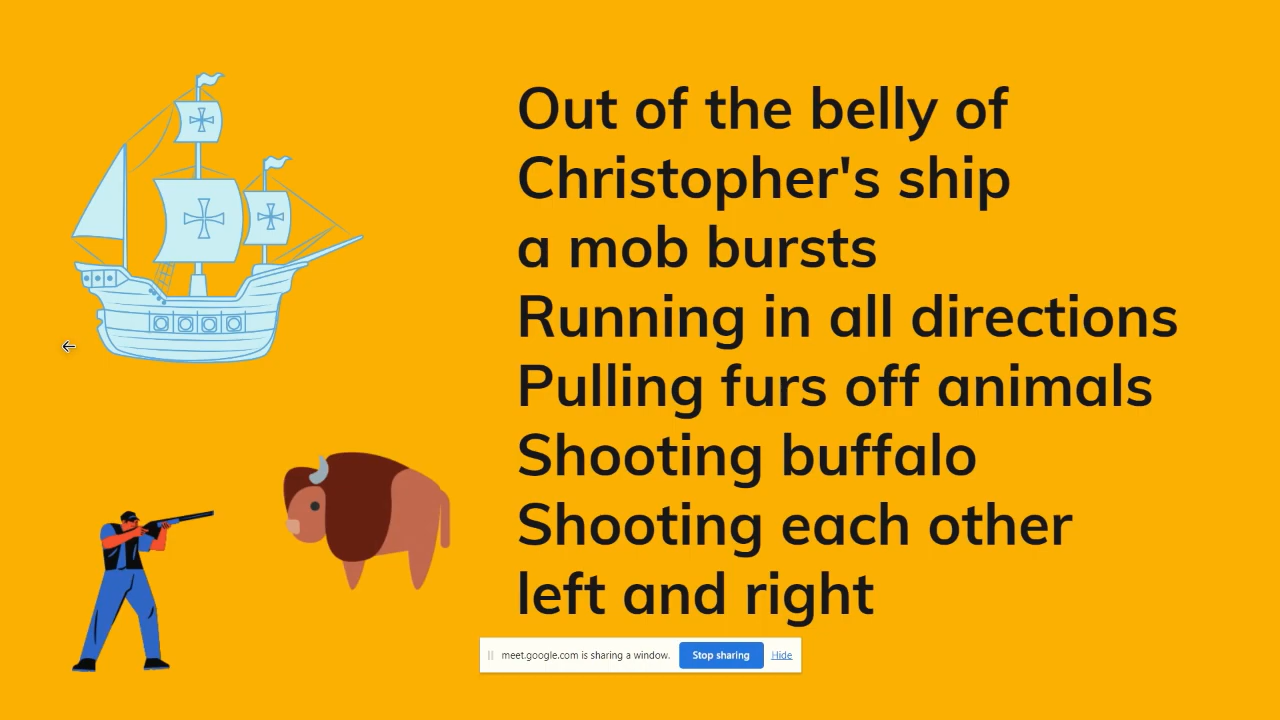 Out of the belly of
Christopher's ship
a mob bursts
Running in all directions
Pulling furs off animals
Shooting buffalo
Shooting each other
left and right
meet.google.com is sharing a window. Stop sharing Hide